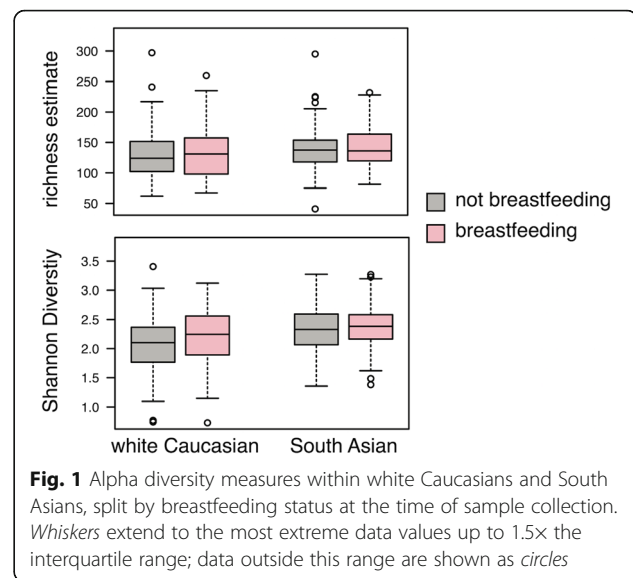 richness estimate
300
250
200
150
100
50
not breastfeeding
breastfeeding
Shannon Diverstiy
3.5
3.0
2.5
2.0
1.5
1.0
white Caucasian South Asian
Fig. 1 Alpha diversity measures within white Caucasians and South
Asians, split by breastfeeding status at the time of sample collection.
Whiskers extend to the most extreme data values up to 1.5× the
interquartile range; data outside this range are shown as circles